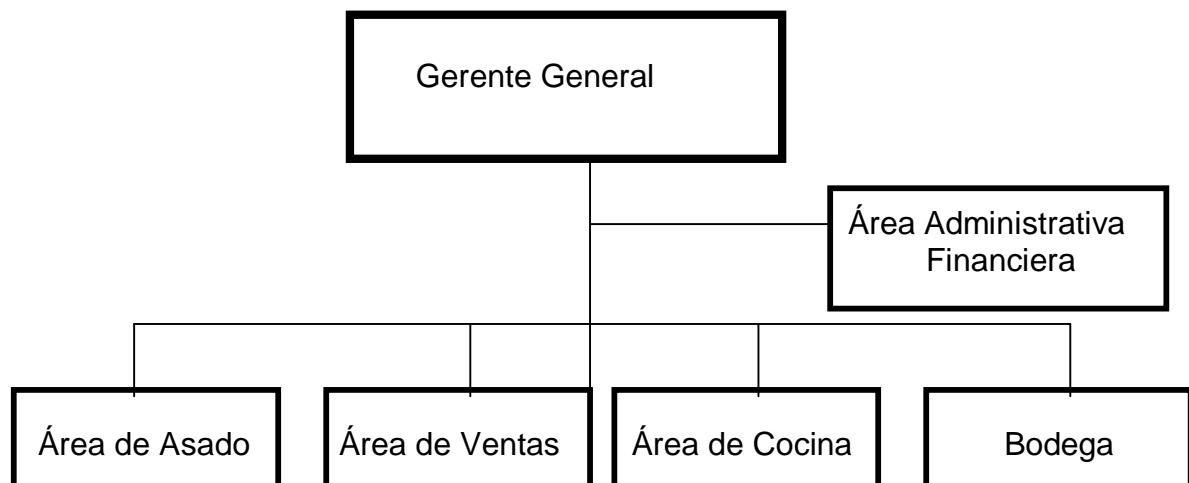 Gerente General
Área Administrativa
Financiera
Área de Asado
Área de Ventas
Área de Cocina
Bodega